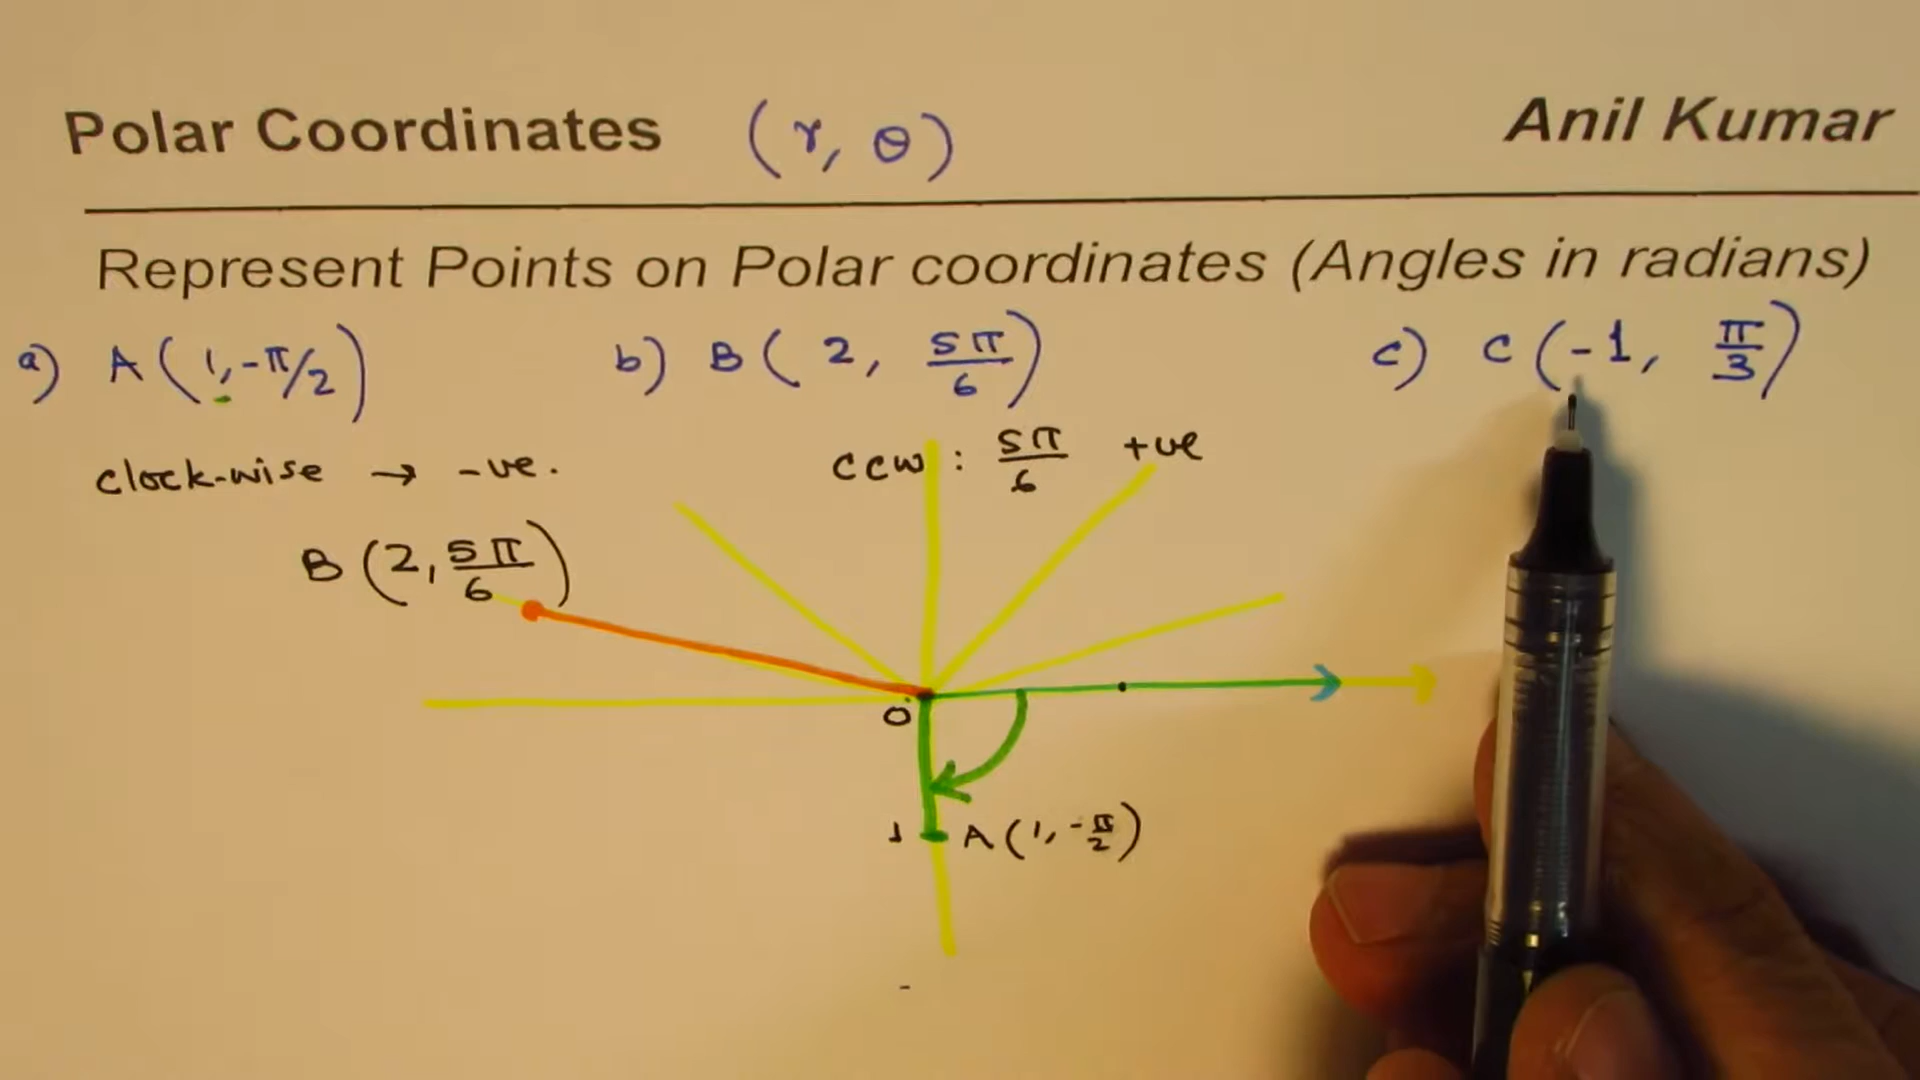 Polar Coordinates (r, θ) Anil Kumar
Represent Points on Polar coordinates (Angles in radians)
a) A(1, -π/2) b) B(2, 5π/6) c) C(-1, π/3)
clock-wise → -ve. CCW : 5π/6 +ve
B(2, 5π/6)
O
1 A(1, -π/2)